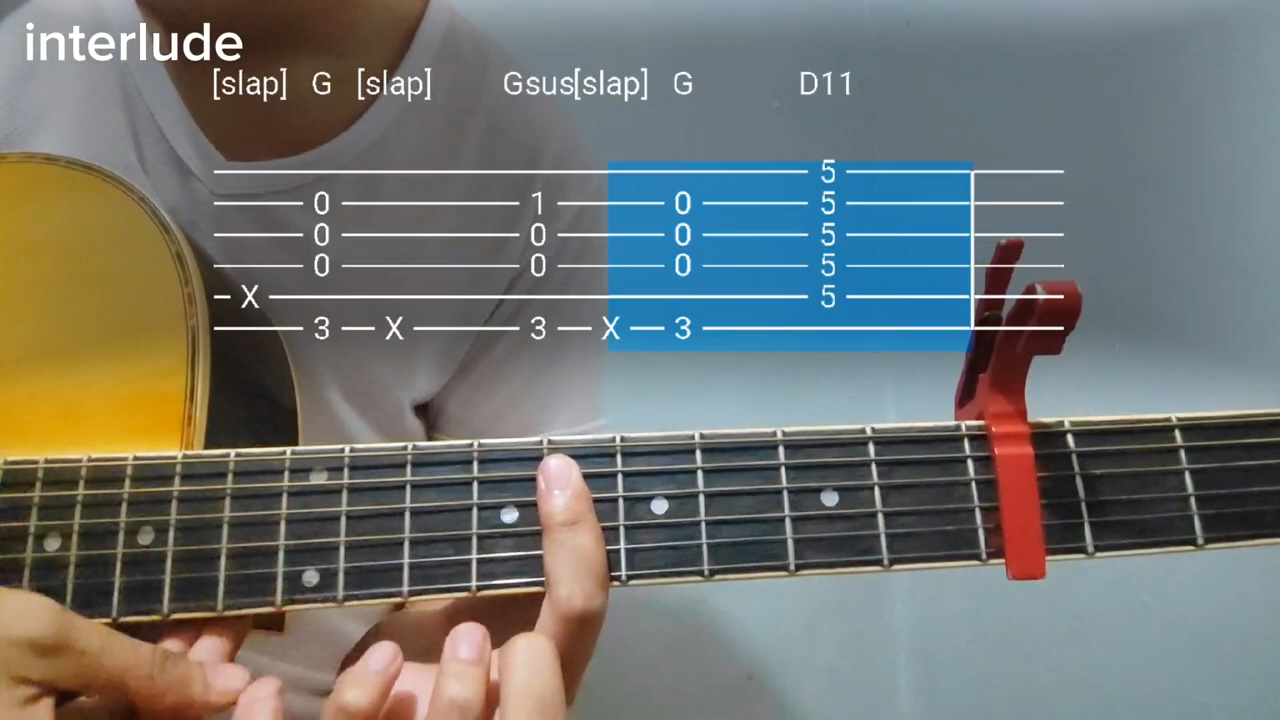 interlude
[slap] G [slap] Gsus[slap] G D11
5
0 1 0 5
0 0 0 5
0 0 0 5
X 5
3 X 3 X 3